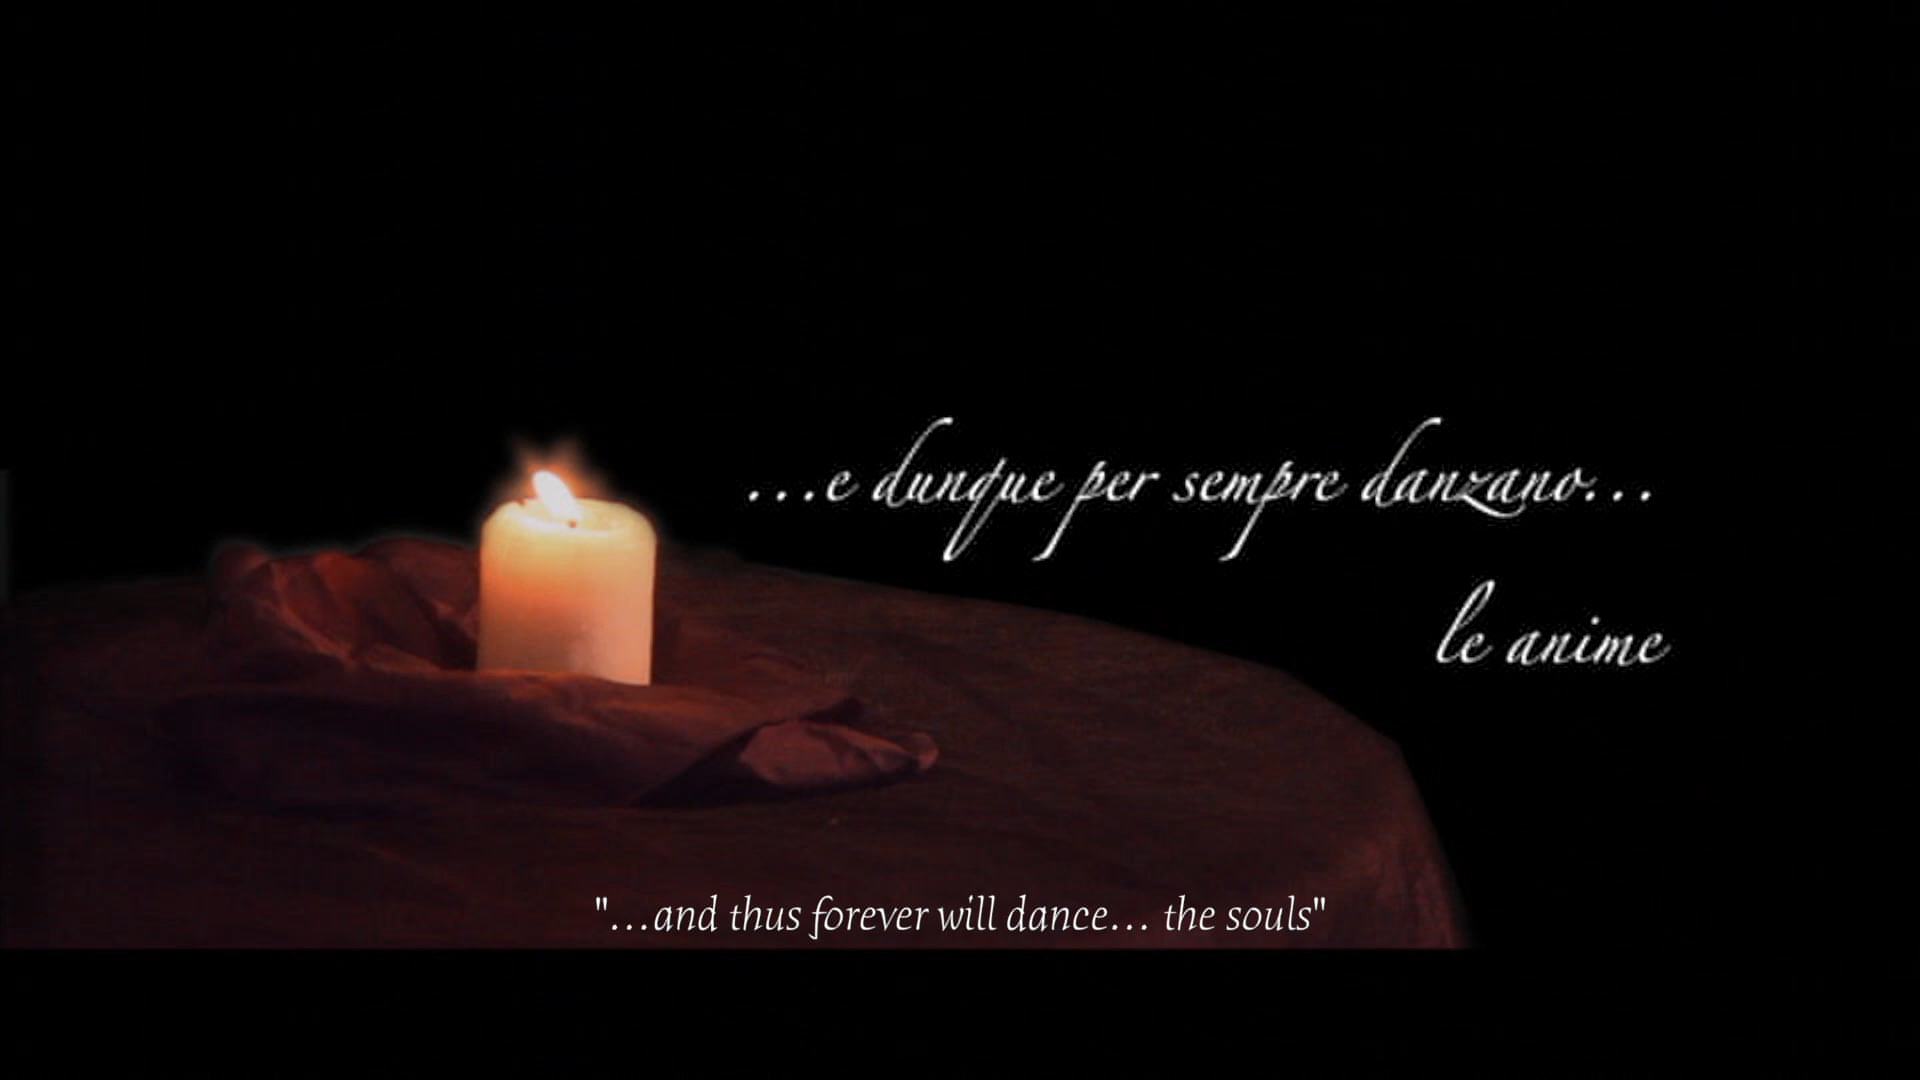 ...e dunque per sempre danzano...
le anime
"...and thus forever will dance... the souls"